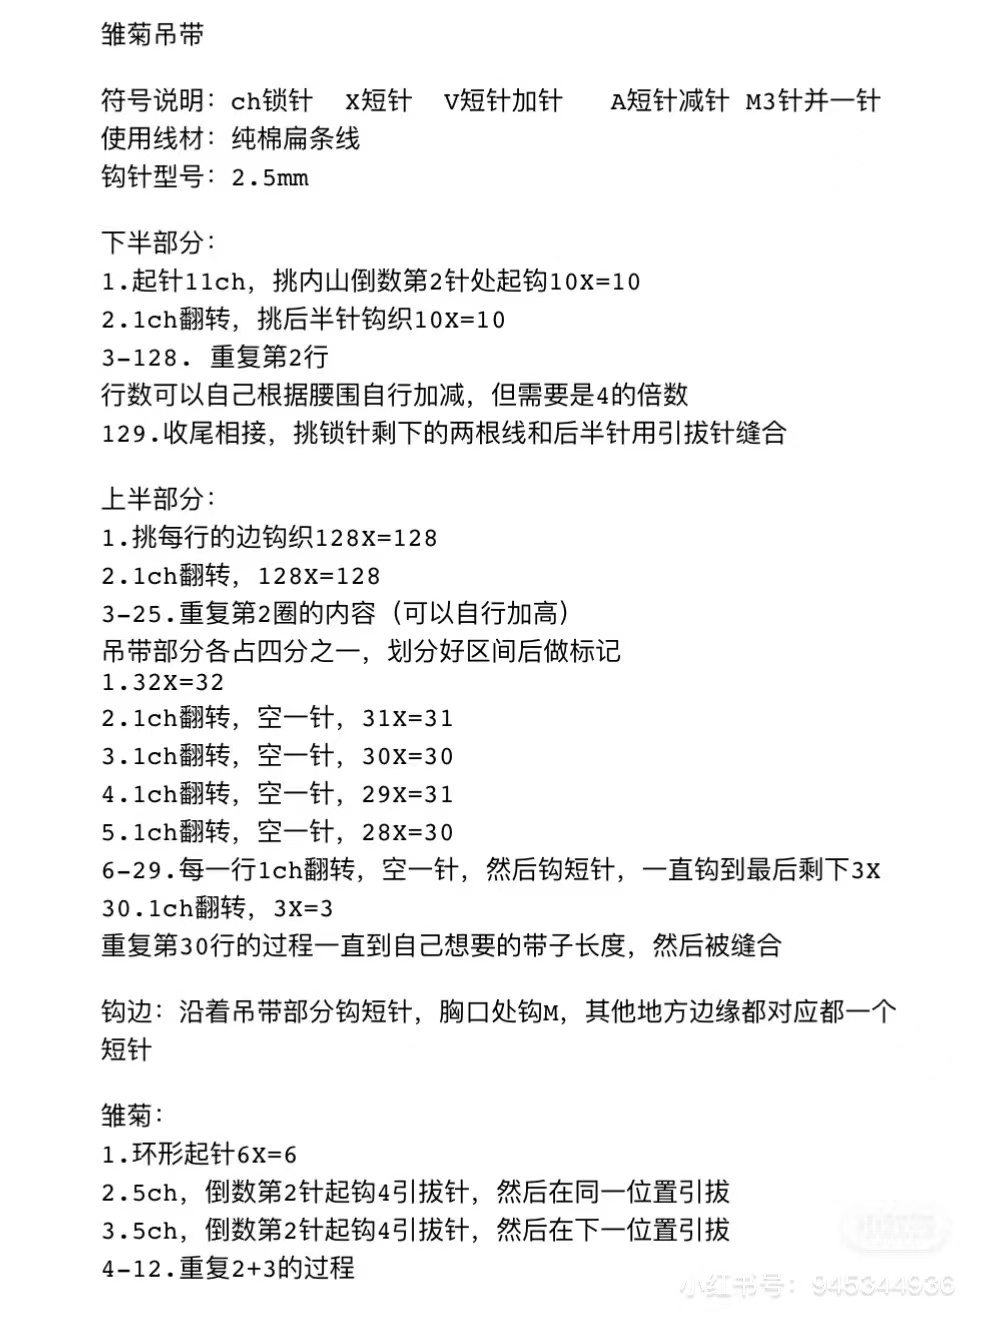 雏菊吊带
符号说明：ch锁针 X短针 V短针加针 A短针减针 M3针并一针
使用线材：纯棉扁条线
钩针型号：2.5mm
下半部分：
1.起针11ch，挑内山倒数第2针处起钩10X=10
2.1ch翻转，挑后半针钩织10X=10
3-128. 重复第2行
行数可以自己根据腰围自行加减，但需要是4的倍数
129.收尾相接，挑锁针剩下的两根线和后半针用引拔针缝合
上半部分：
1.挑每行的边钩织128X=128
2.1ch翻转，128X=128
3-25.重复第2圈的内容（可以自行加高）
吊带部分各占四分之一，划分好区间后做标记
1.32X=32
2.1ch翻转，空一针，31X=31
3.1ch翻转，空一针，30X=30
4.1ch翻转，空一针，29X=31
5.1ch翻转，空一针，28X=30
6-29.每一行1ch翻转，空一针，然后钩短针，一直钩到最后剩下3X
30.1ch翻转，3X=3
重复第30行的过程一直到自己想要的带子长度，然后被缝合
钩边：沿着吊带部分钩短针，胸口处钩M，其他地方边缘都对应都一个
短针
雏菊：
1.环形起针6X=6
2.5ch，倒数第2针起钩4引拔针，然后在同一位置引拔
3.5ch，倒数第2针起钩4引拔针，然后在下一位置引拔
4-12.重复2+3的过程
小红书
小红书号：945344936